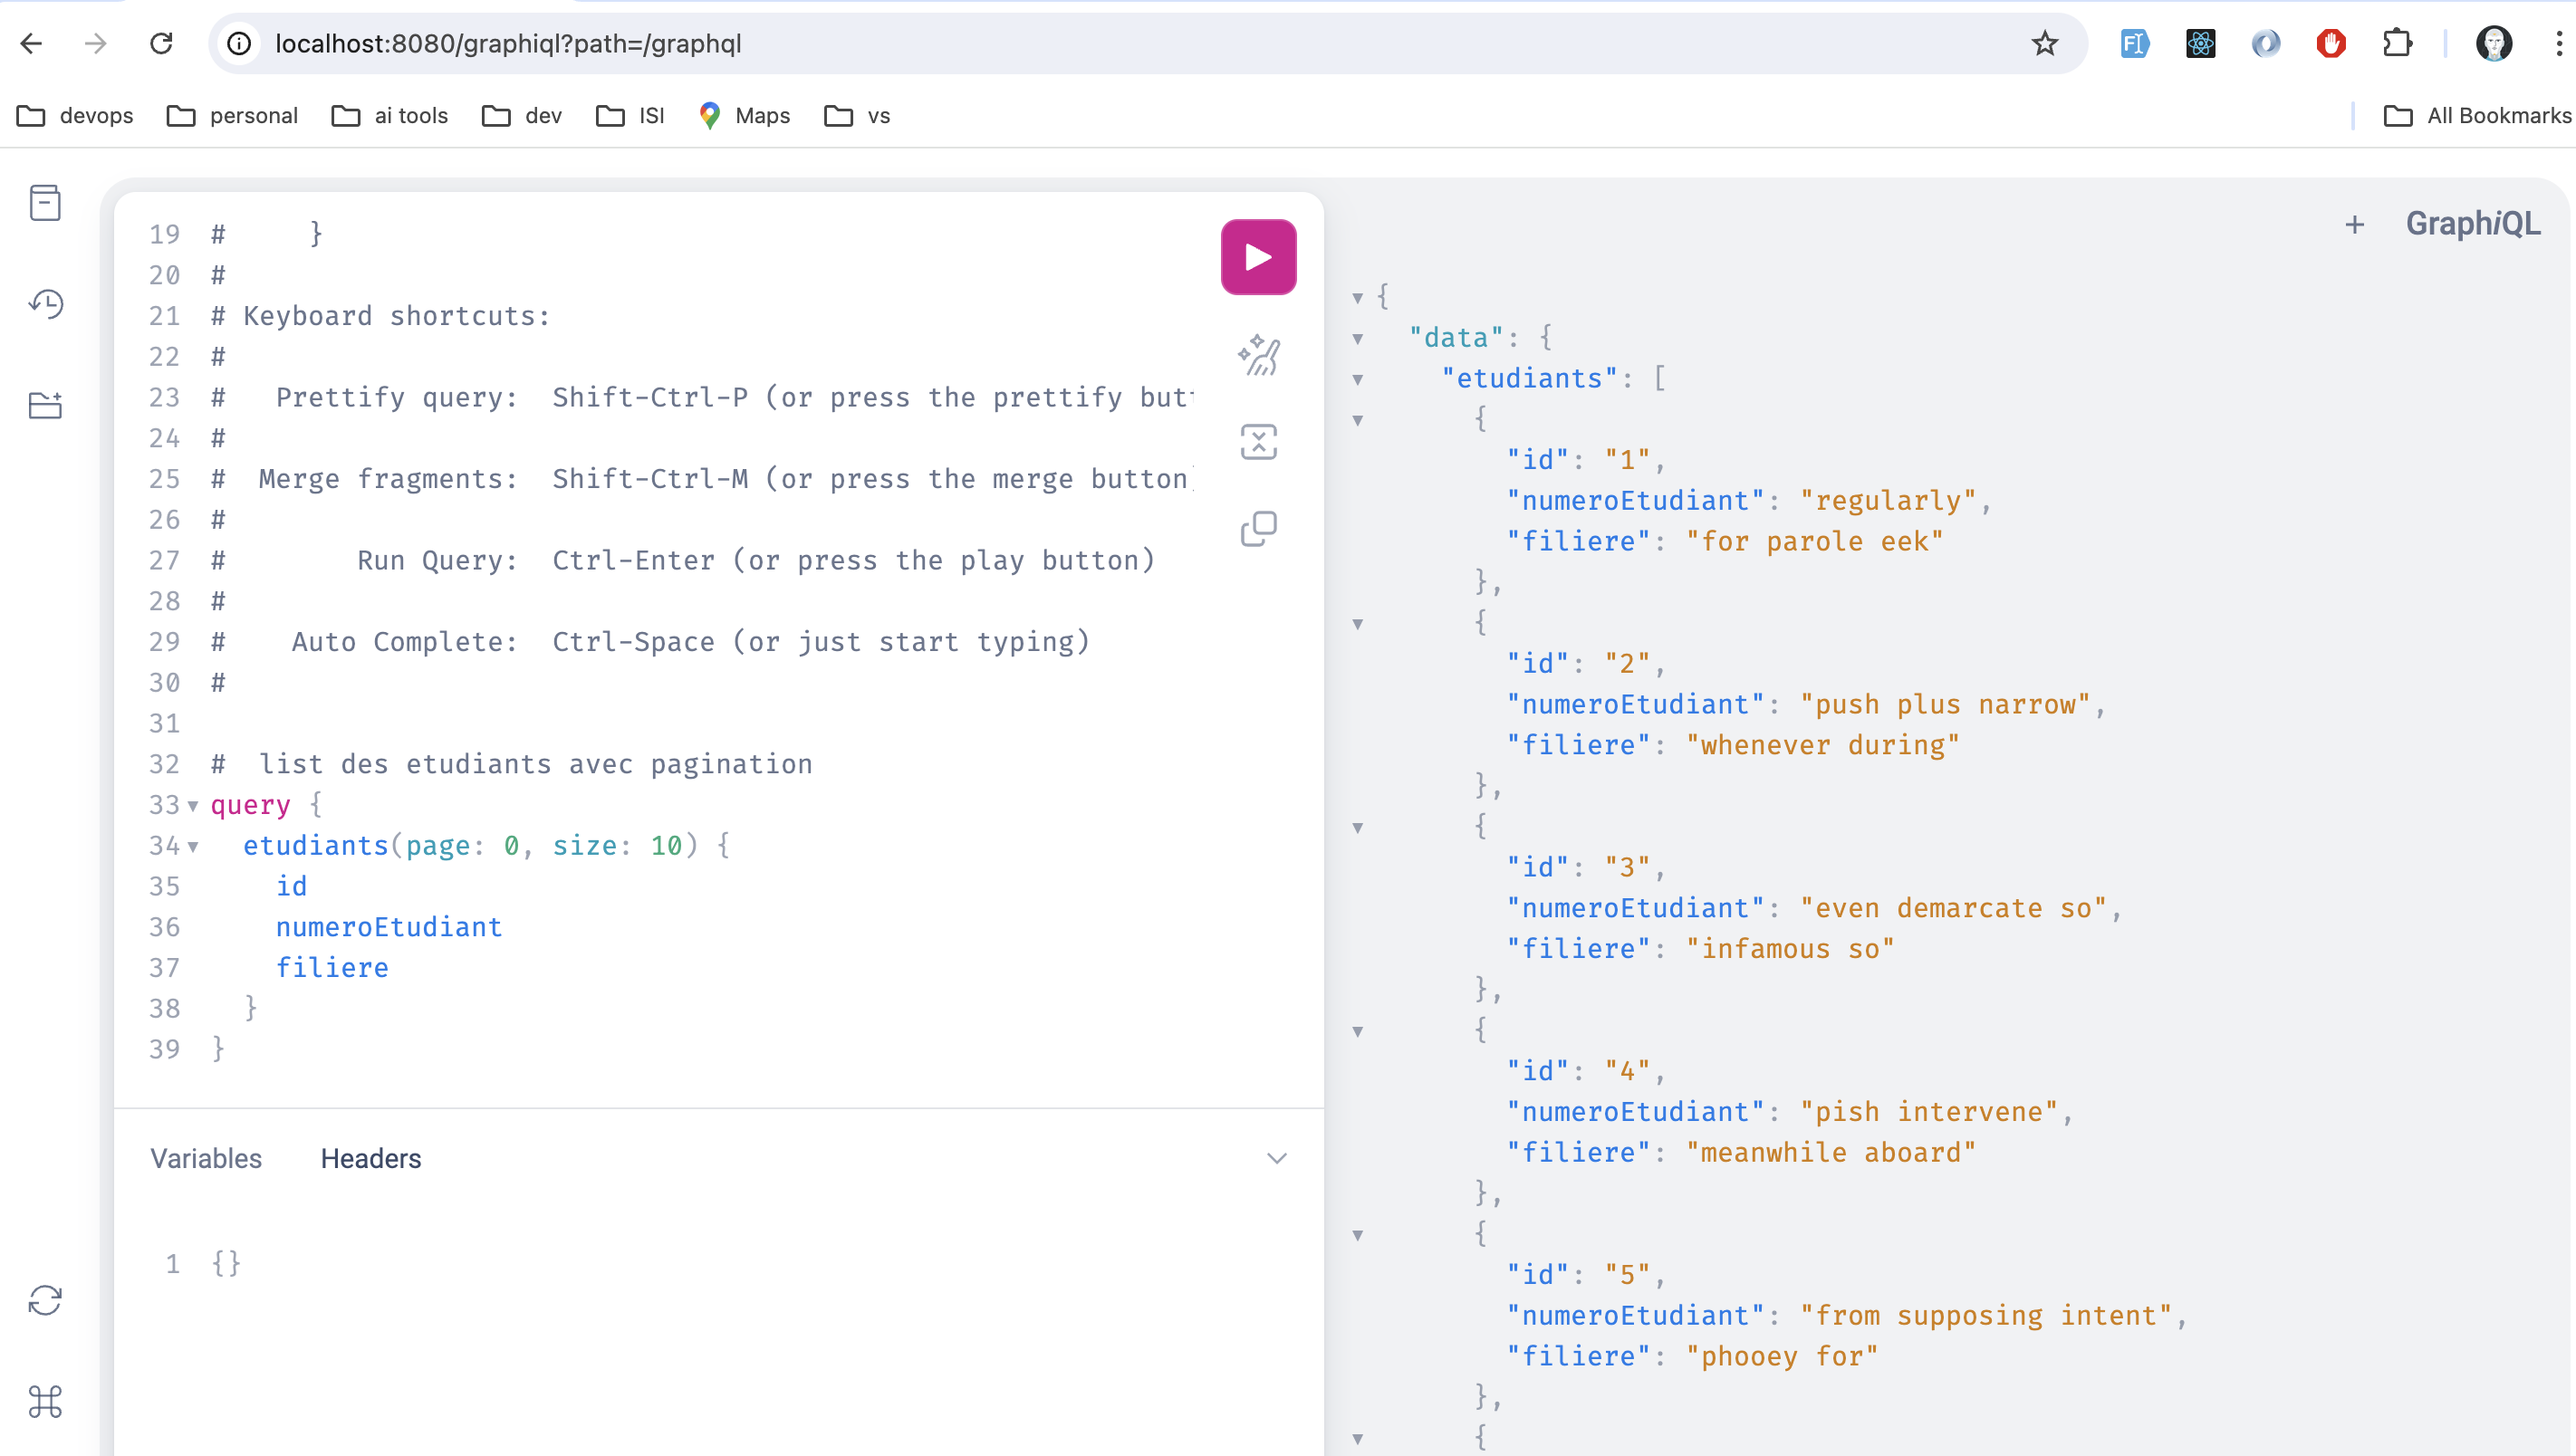 localhost:8080/graphiql?path=/graphql
devops personal ai tools dev ISI Maps vs All Bookmarks
19 #     }
20 #
21 # Keyboard shortcuts:
22 #
23 #   Prettify query:  Shift-Ctrl-P (or press the prettify butt
24 #
25 #  Merge fragments:  Shift-Ctrl-M (or press the merge button)
26 #
27 #        Run Query:  Ctrl-Enter (or press the play button)
28 #
29 #    Auto Complete:  Ctrl-Space (or just start typing)
30 #
31
32 #  list des etudiants avec pagination
33 query {
34   etudiants(page: 0, size: 10) {
35     id
36     numeroEtudiant
37     filiere
38   }
39 }
Variables Headers
1 {}
+ GraphiQL
{
  "data": {
    "etudiants": [
      {
        "id": "1",
        "numeroEtudiant": "regularly",
        "filiere": "for parole eek"
      },
      {
        "id": "2",
        "numeroEtudiant": "push plus narrow",
        "filiere": "whenever during"
      },
      {
        "id": "3",
        "numeroEtudiant": "even demarcate so",
        "filiere": "infamous so"
      },
      {
        "id": "4",
        "numeroEtudiant": "pish intervene",
        "filiere": "meanwhile aboard"
      },
      {
        "id": "5",
        "numeroEtudiant": "from supposing intent",
        "filiere": "phooey for"
      },
      {